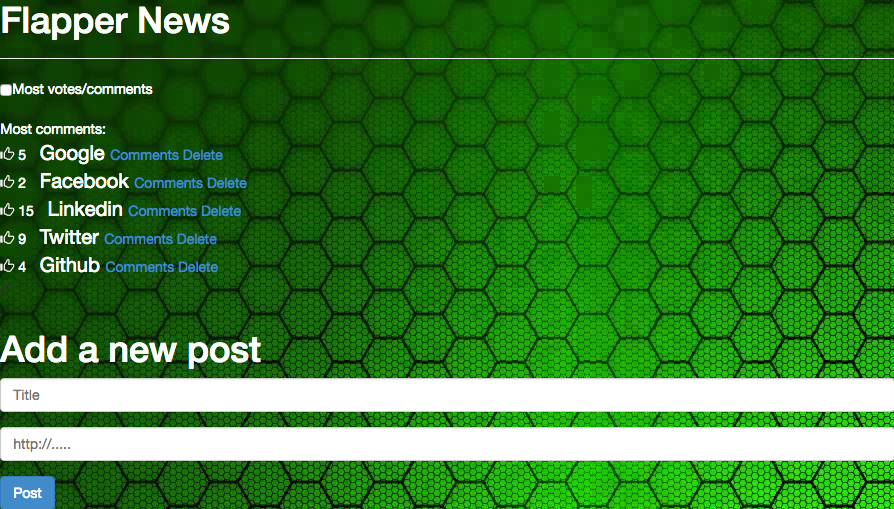 Flapper News
Most votes/comments
Most comments:
5 Google Comments Delete
2 Facebook Comments Delete
15 Linkedin Comments Delete
9 Twitter Comments Delete
4 Github Comments Delete
Add a new post
Title
http://.....
Post